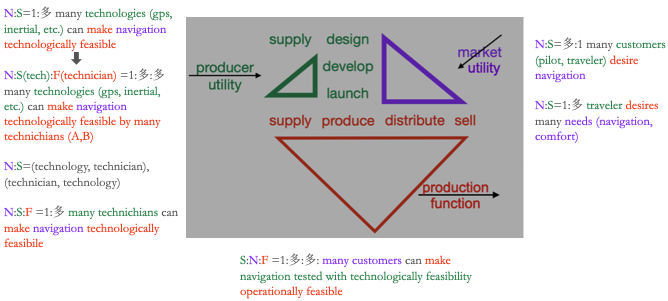 N:S=1:多 many technologies (gps,
inertial, etc.) can make navigation
technologically feasible
N:S(tech):F(technician) =1:多:多
many technologies (gps, inertial,
etc.) can make navigation
technologically feasible by many
technichians (A,B)
N:S=(technology, technician),
(technician, technology)
N:S:F =1:多 many technichians can
make navigation technologically
feasibile
supply design
develop
launch
producer
utility
market
utility
supply produce distribute sell
production
function
N:S=多:1 many customers
(pilot, traveler) desire
navigation
N:S=1:多 traveler desires
many needs (navigation,
comfort)
S:N:F =1:多:多: many customers can make
navigation tested with technologically feasibility
operationally feasible